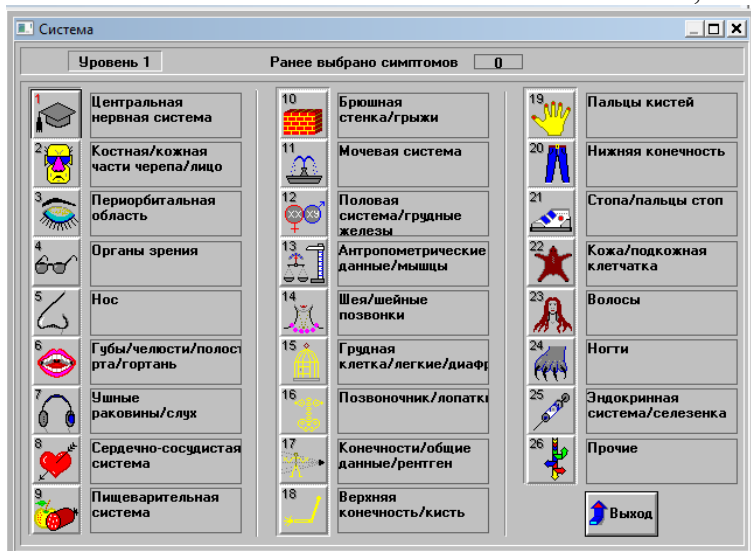 Система
Уровень 1
Ранее выбрано симптомов 0
1
Центральная
нервная система
2
Костная/кожная
части черепа/лицо
3
Периорбитальная
область
4
Органы зрения
5
Нос
6
Губы/челюсти/полост
рта/гортань
7
Ушные
раковины/слух
8
Сердечно-сосудистая
система
9
Пищеварительная
система
10
Брюшная
стенка/грыжи
11
Мочевая система
12
XX XY
Половая
система/грудные
железы
13
Антропометрические
данные/мышцы
14
Шея/шейные
позвонки
15
Грудная
клетка/легкие/диафр
16
Позвоночник/лопатки
17
Конечности/общие
данные/рентген
18
Верхняя
конечность/кисть
19
Пальцы кистей
20
Нижняя конечность
21
Стопа/пальцы стоп
22
Кожа/подкожная
клетчатка
23
Волосы
24
Ногти
25
Эндокринная
система/селезенка
26
Прочие
Выход